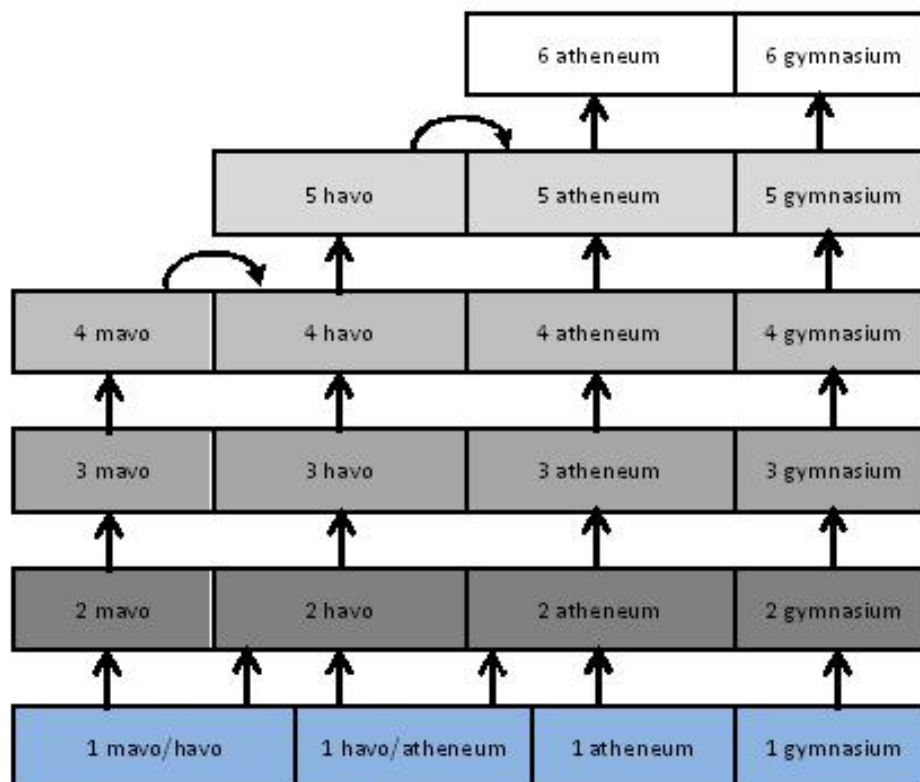 6 atheneum 6 gymnasium
5 havo 5 atheneum 5 gymnasium
4 mavo 4 havo 4 atheneum 4 gymnasium
3 mavo 3 havo 3 atheneum 3 gymnasium
2 mavo 2 havo 2 atheneum 2 gymnasium
1 mavo/havo 1 havo/atheneum 1 atheneum 1 gymnasium